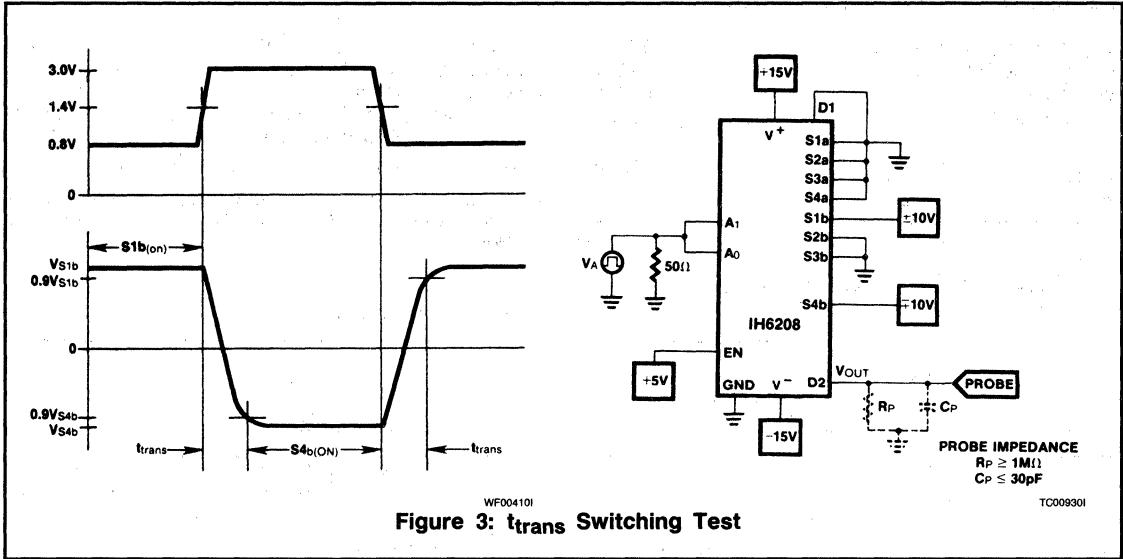 3.0V
1.4V
0.8V
0
S1b(on)
VS1b
0.9VS1b
0
0.9VS4b
VS4b
ttrans
S4b(ON)
ttrans
WF00410I
+15V
D1
V+
S1a
S2a
S3a
S4a
S1b
±10V
S2b
S3b
A1
A0
VA
50Ω
S4b
∓10V
IH6208
EN
+5V
GND
V−
D2
VOUT
PROBE
RP
CP
−15V
PROBE IMPEDANCE
RP ≥ 1MΩ
CP ≤ 30pF
TC00930I
Figure 3: ttrans Switching Test